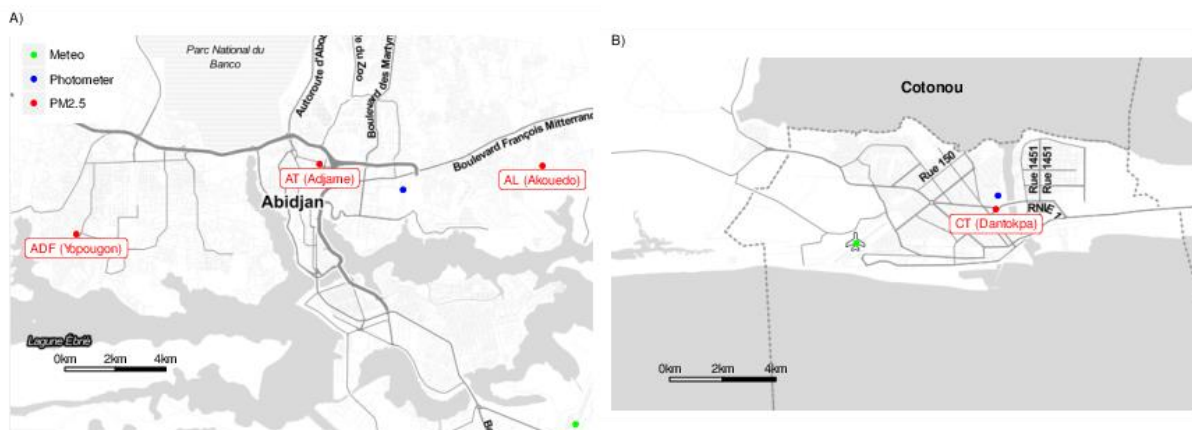 A)
Meteo
Photometer
PM2.5
Parc National du
Banco
Autoroute d'Abo
e du Zoo
Boulevard des Martyr
Boulevard François Mitterrand
AT (Adjame)
AL (Akouedo)
Abidjan
ADF (Yopougon)
Lagune Ébrié
0km 2km 4km
B)
Cotonou
Rue 150
Rue 1451
Rue 1451
RNIE 1
CT (Dantokpa)
0km 2km 4km